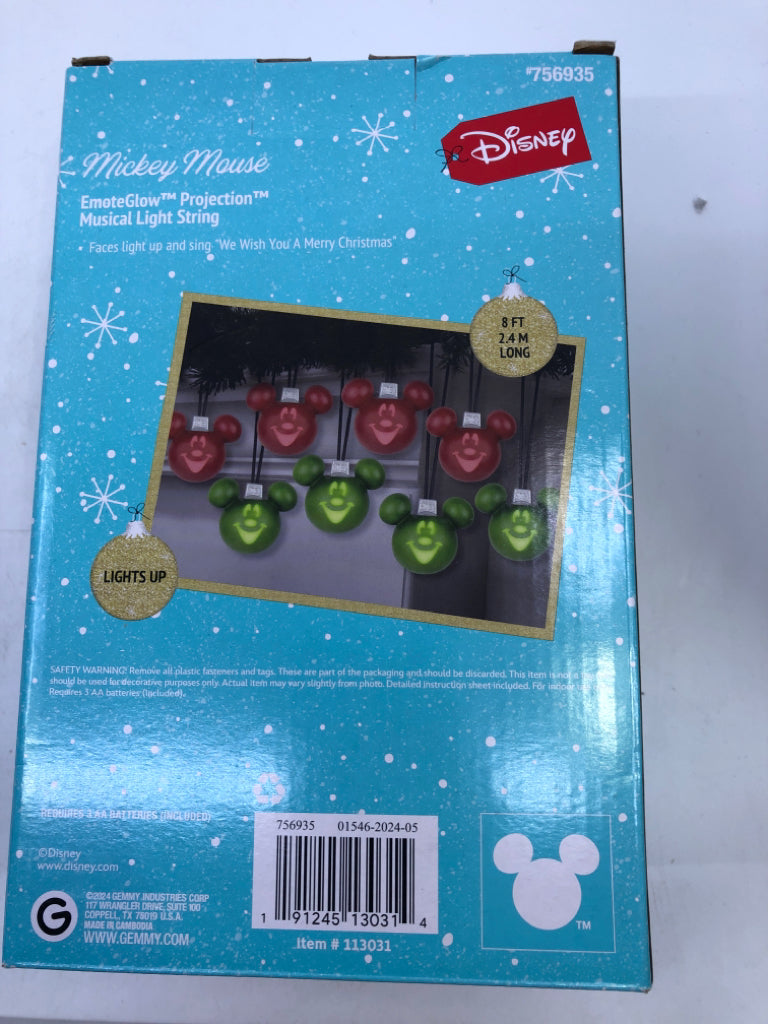 #756935
Disney
Mickey Mouse
EmoteGlow™ Projection™
Musical Light String
• Faces light up and sing "We Wish You A Merry Christmas"
8 FT
2.4 M
LONG
LIGHTS UP
SAFETY WARNING! Remove all plastic fasteners and tags. These are part of the packaging and should be discarded. This item is not a
should be used for decorative purposes only. Actual item may vary slightly from photo. Detailed instruction sheet included. For indoor
Requires 3 AA batteries (included).
REQUIRES 3 AA BATTERIES (INCLUDED)
©Disney
www.disney.com
G
©2024 GEMMY INDUSTRIES CORP
117 WRANGLER DRIVE, SUITE 100
COPPELL, TX 75019 U.S.A.
MADE IN CAMBODIA
WWW.GEMMY.COM
756935 01546-2024-05
1 91245 13031 4
Item # 113031
TM